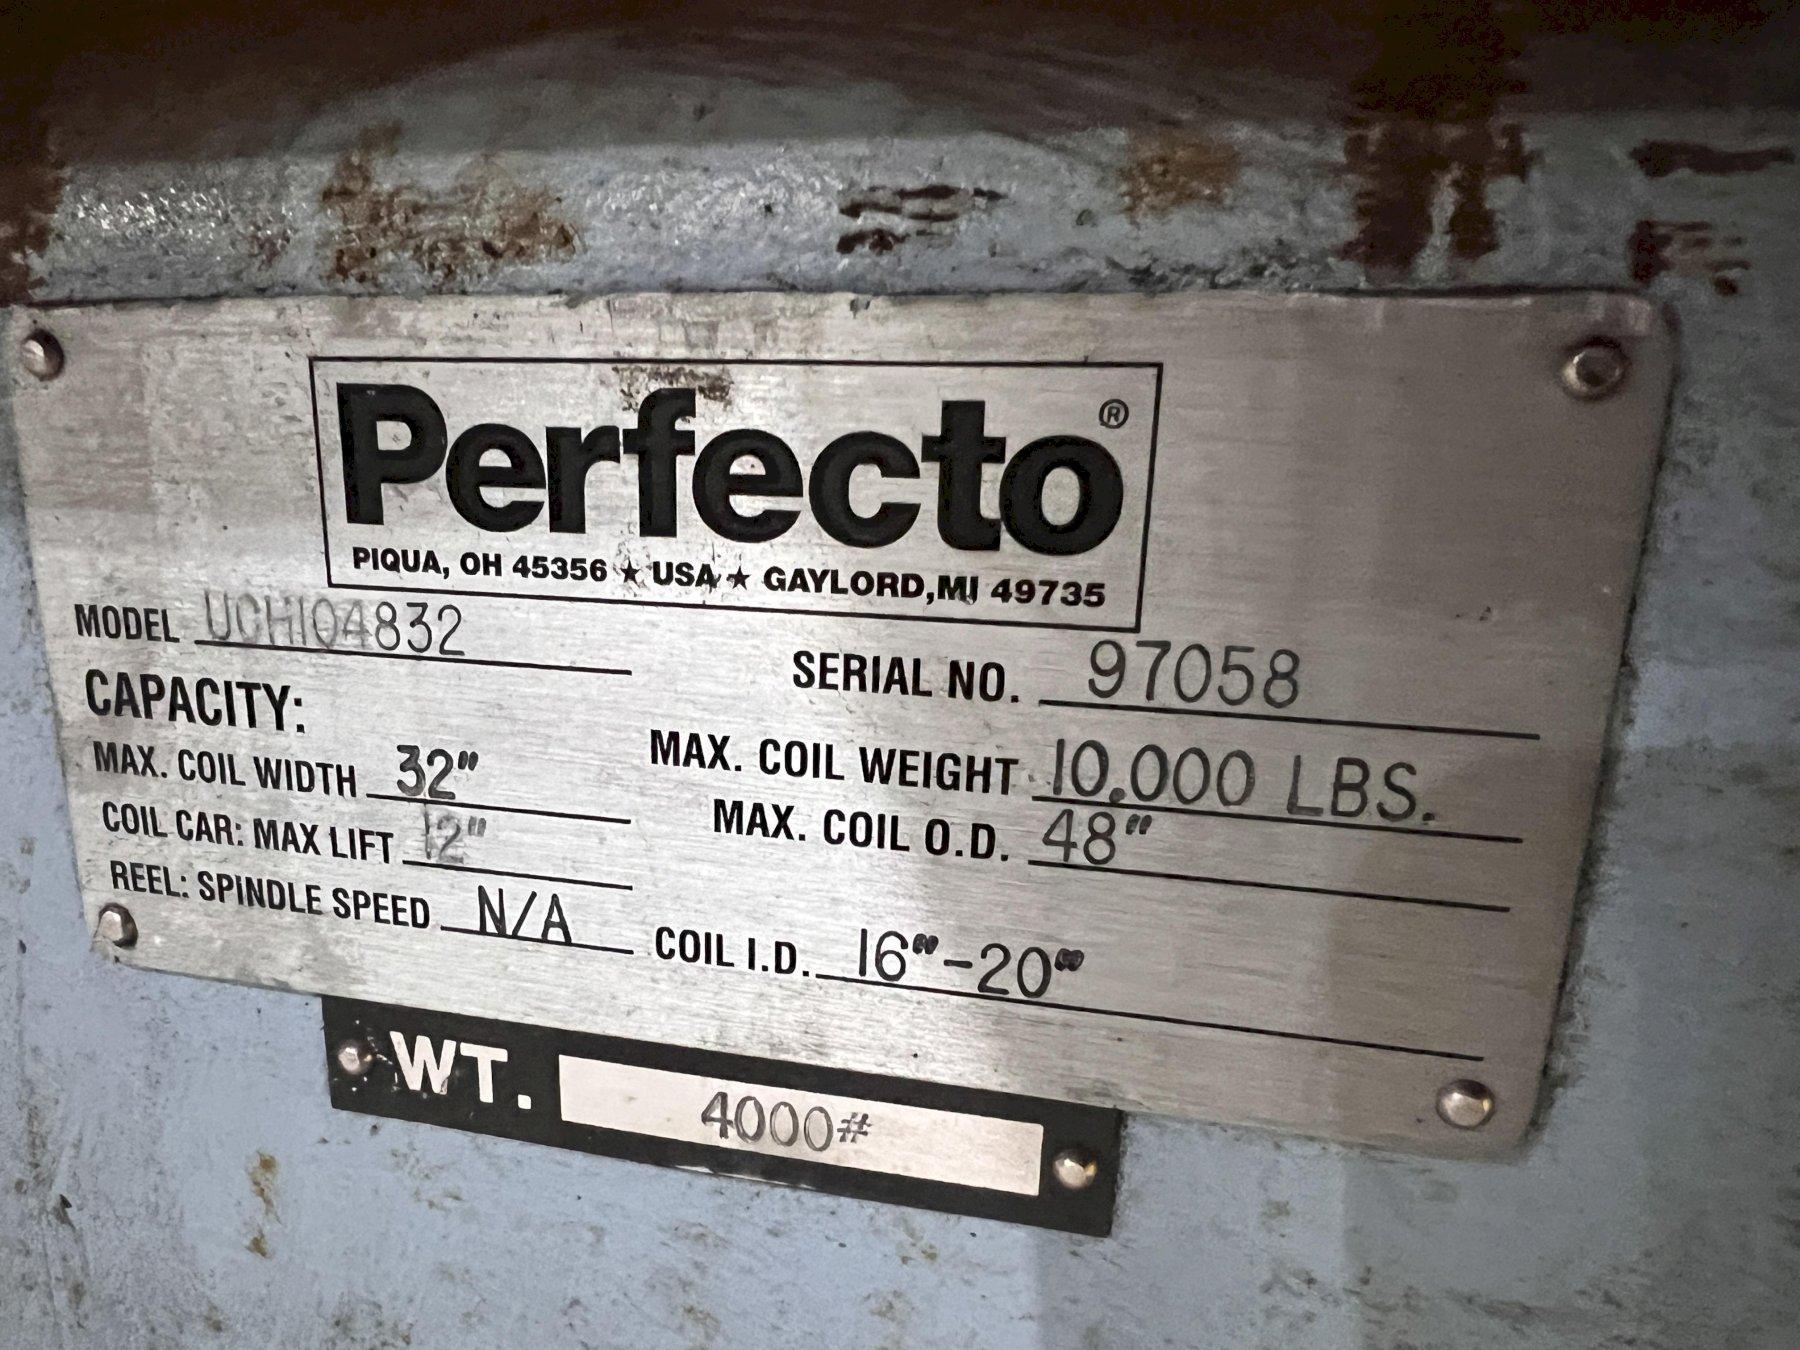 Perfecto®
PIQUA, OH 45356 ★ USA ★ GAYLORD, MI 49735
MODEL UCH104832
SERIAL NO. 97058
CAPACITY:
MAX. COIL WIDTH 32"
MAX. COIL WEIGHT 10,000 LBS.
COIL CAR: MAX LIFT 12"
MAX. COIL O.D. 48"
REEL: SPINDLE SPEED N/A
COIL I.D. 16"-20"
WT. 4000#